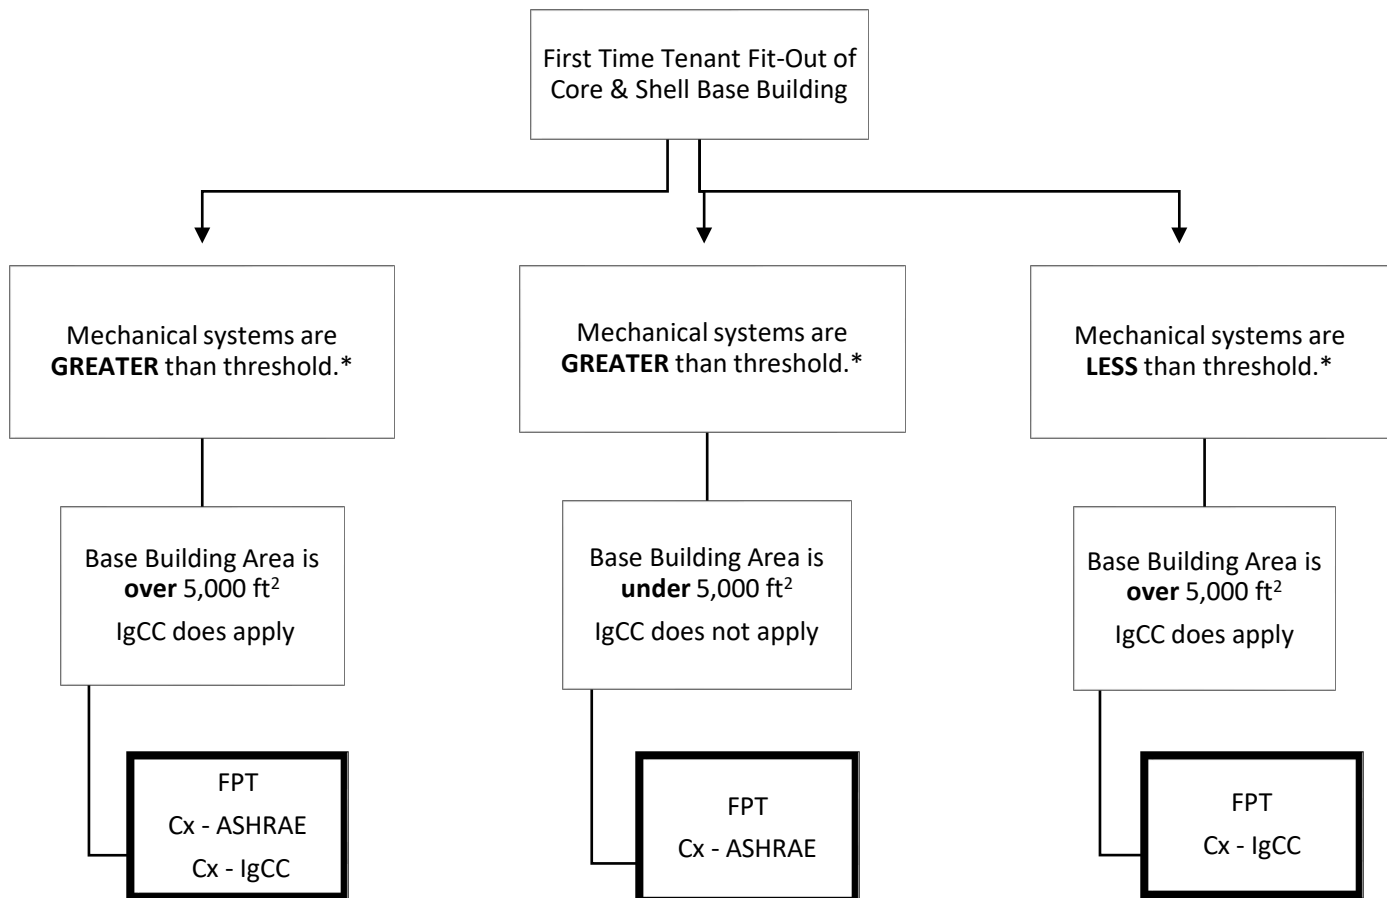 First Time Tenant Fit-Out of
Core & Shell Base Building
Mechanical systems are
GREATER than threshold.*
Mechanical systems are
GREATER than threshold.*
Mechanical systems are
LESS than threshold.*
Base Building Area is
over 5,000 ft²
IgCC does apply
Base Building Area is
under 5,000 ft²
IgCC does not apply
Base Building Area is
over 5,000 ft²
IgCC does apply
FPT
Cx - ASHRAE
Cx - IgCC
FPT
Cx - ASHRAE
FPT
Cx - IgCC